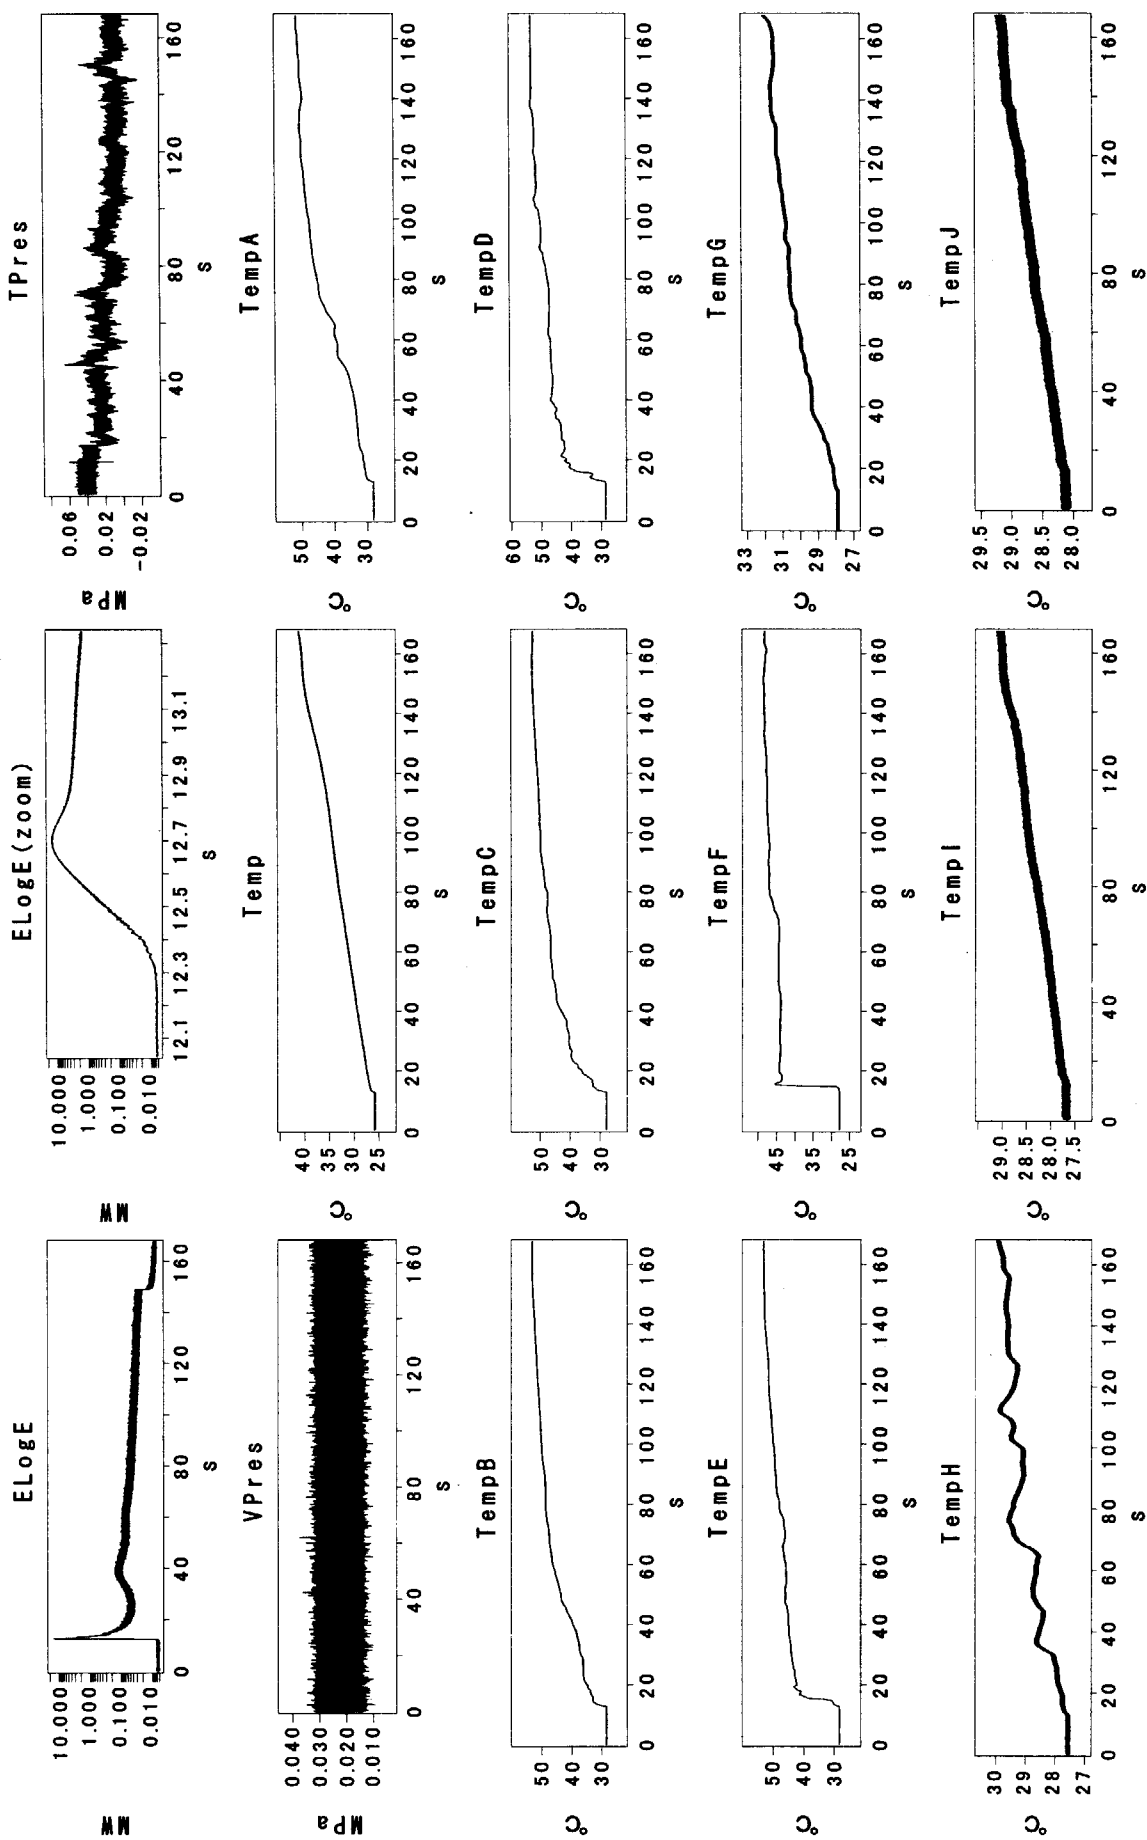 ELogE
MW
10.000
1.000
0.100
0.010
0 40 80 120 160
s
ELogE(zoom)
MW
10.000
1.000
0.100
0.010
12.1 12.3 12.5 12.7 12.9 13.1
s
TPres
MPa
0.06
0.02
-0.02
0 40 80 120 160
s
VPres
MPa
0.040
0.030
0.020
0.010
0 40 80 120 160
s
Temp
°C
40
35
30
25
0 20 40 60 80 100 120 140 160
s
TempA
°C
50
40
30
0 20 40 60 80 100 120 140 160
s
TempB
°C
50
40
30
0 20 40 60 80 100 120 140 160
s
TempC
°C
50
40
30
0 20 40 60 80 100 120 140 160
s
TempD
°C
60
50
40
30
0 20 40 60 80 100 120 140 160
s
TempE
°C
50
40
30
0 20 40 60 80 100 120 140 160
s
TempF
°C
45
35
25
0 20 40 60 80 100 120 140 160
s
TempG
°C
33
31
29
27
0 20 40 60 80 100 120 140 160
s
TempH
°C
30
29
28
27
0 20 40 60 80 100 120 140 160
s
TempI
°C
29.0
28.5
28.0
27.5
0 40 80 120 160
s
TempJ
°C
29.5
29.0
28.5
28.0
0 40 80 120 160
s